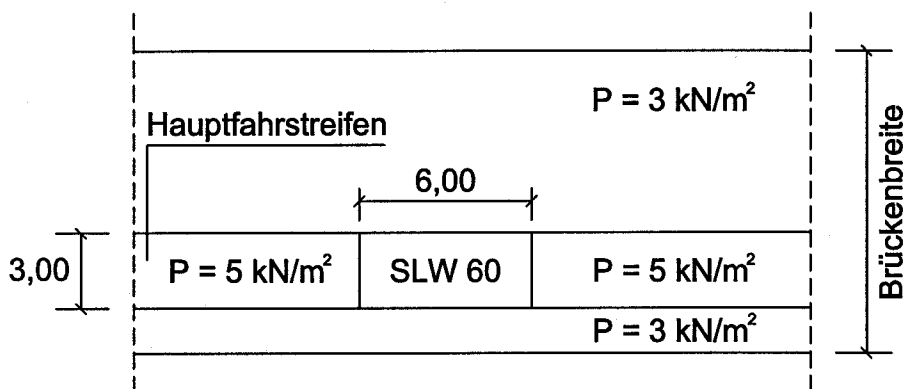 P = 3 kN/m²
Hauptfahrstreifen
6,00
3,00
P = 5 kN/m²
SLW 60
P = 5 kN/m²
P = 3 kN/m²
Brückenbreite